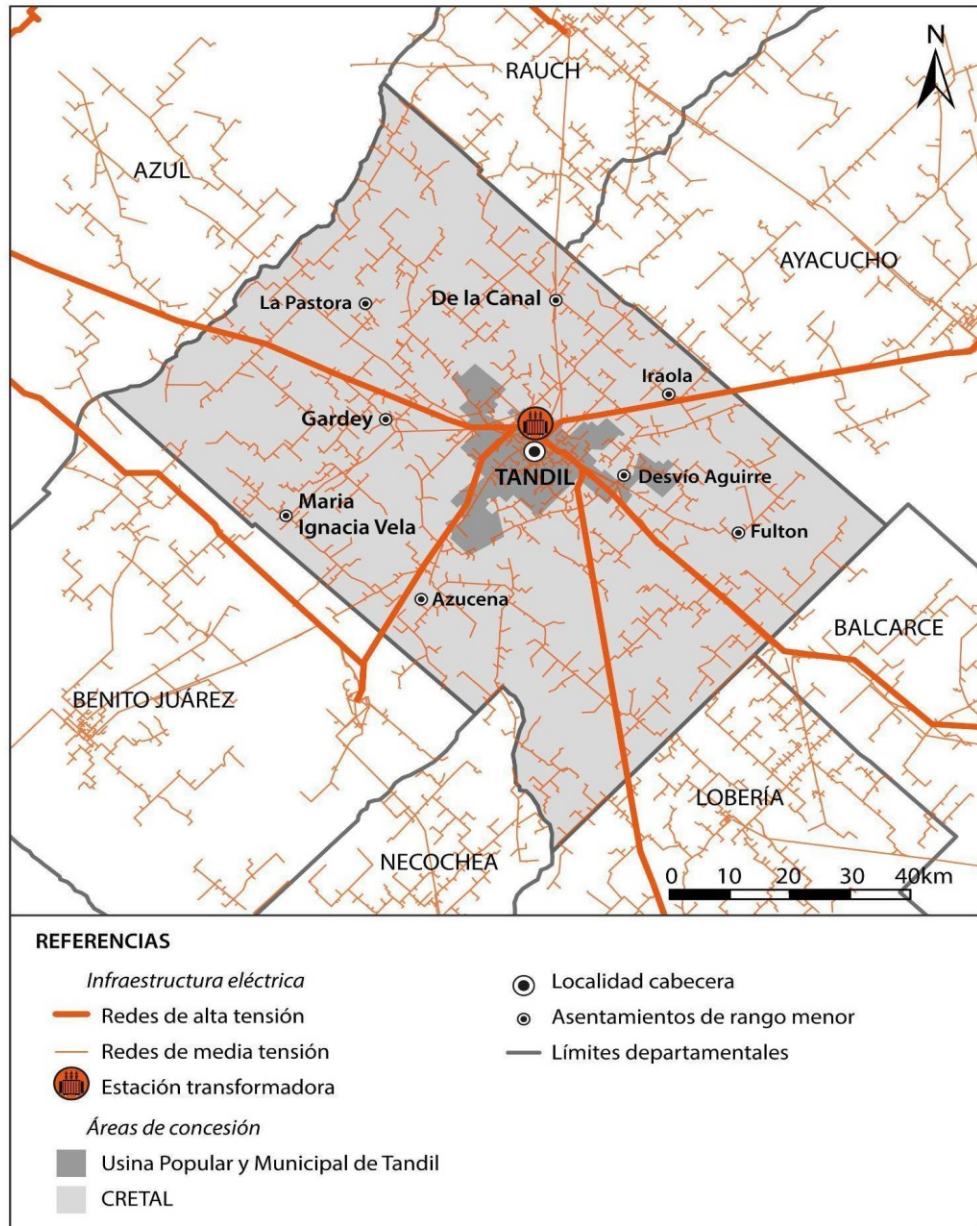 N
RAUCH
AZUL
AYACUCHO
La Pastora
De la Canal
Iraola
Gardey
TANDIL
Desvío Aguirre
Maria
Ignacia Vela
Fulton
Azucena
BALCARCE
BENITO JUÁREZ
LOBERÍA
NECOCHEA
0 10 20 30 40km
REFERENCIAS
Infraestructura eléctrica
Redes de alta tensión
Redes de media tensión
Estación transformadora
Áreas de concesión
Usina Popular y Municipal de Tandil
CRETAL
Localidad cabecera
Asentamientos de rango menor
Límites departamentales